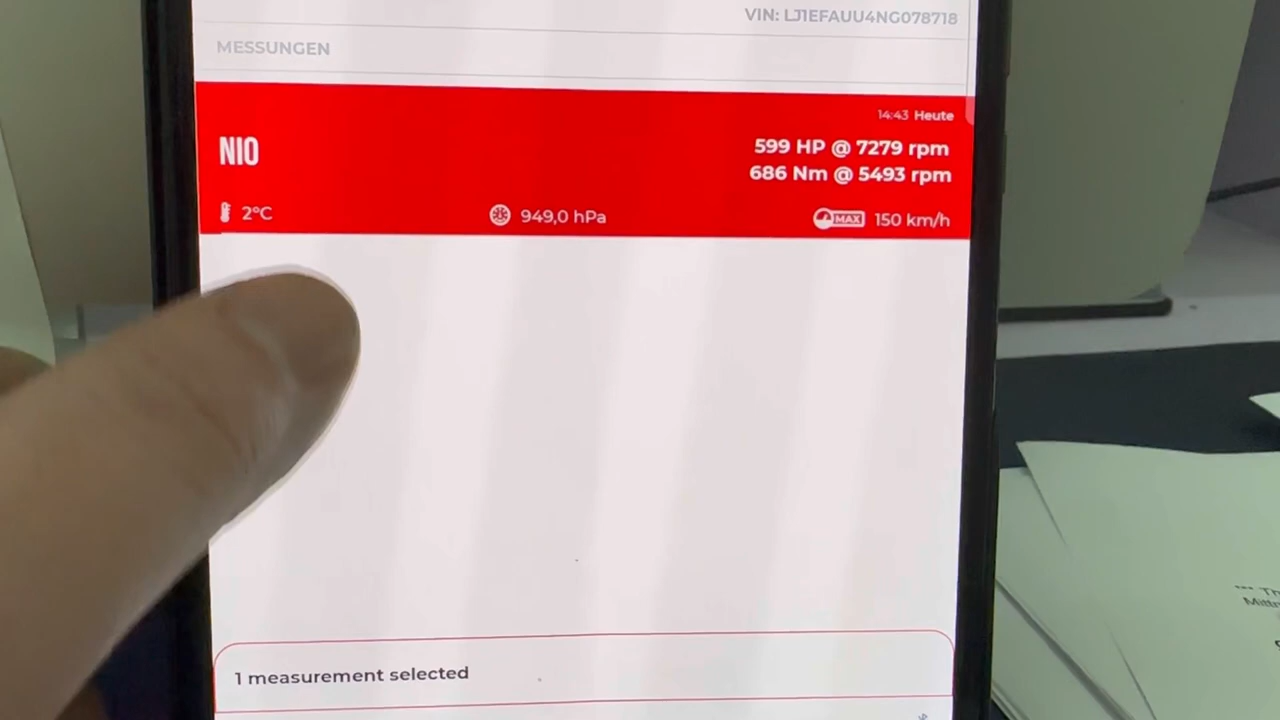 VIN: LJ1EFAUU4NG078718
MESSUNGEN
14:43 Heute
NIO
599 HP @ 7279 rpm
686 Nm @ 5493 rpm
2°C
949,0 hPa
MAX
150 km/h
1 measurement selected